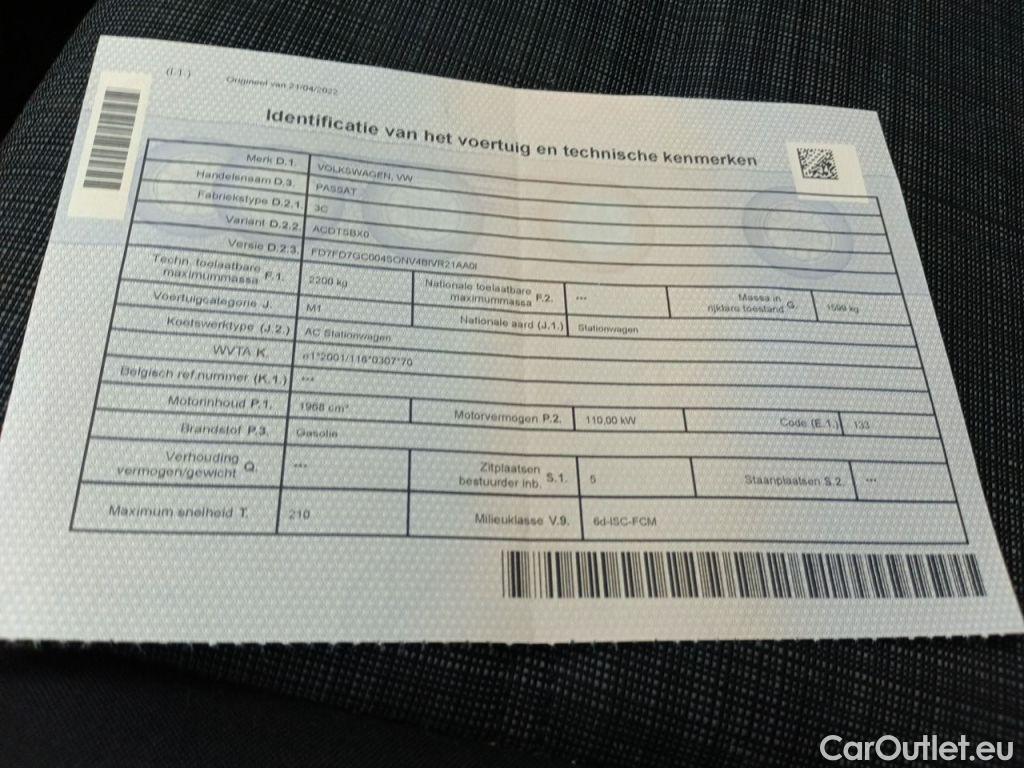 (I.1.) Origineel van 21/04/2022
Identificatie van het voertuig en technische kenmerken
Merk D.1. VOLKSWAGEN, VW
Handelsnaam D.3. PASSAT
Fabriekstype D.2.1. 3C
Variant D.2.2. ACDTSBX0
Versie D.2.3. FD7FD7GC004SONV4BIVR21AA0I
Techn. toelaatbare maximummassa F.1. 2200 kg Nationale toelaatbare maximummassa F.2. --- Massa in rijklare toestand G. 1599 kg
Voertuigcategorie J. M1 Nationale aard (J.1.) Stationwagen
Koetswerktype (J.2.) AC Stationwagen
WVTA K. e1*2001/116*0307*70
Belgisch ref.nummer (K.1.) ---
Motorinhoud P.1. 1968 cm³ Motorvermogen P.2. 110,00 kW Code (E.1.) 133
Brandstof P.3. Gasolie
Verhouding vermogen/gewicht Q. --- Zitplaatsen bestuurder inb. S.1. 5 Staanplaatsen S.2. ---
Maximum snelheid T. 210 Milieuklasse V.9. 6d-ISC-FCM
CarOutlet.eu